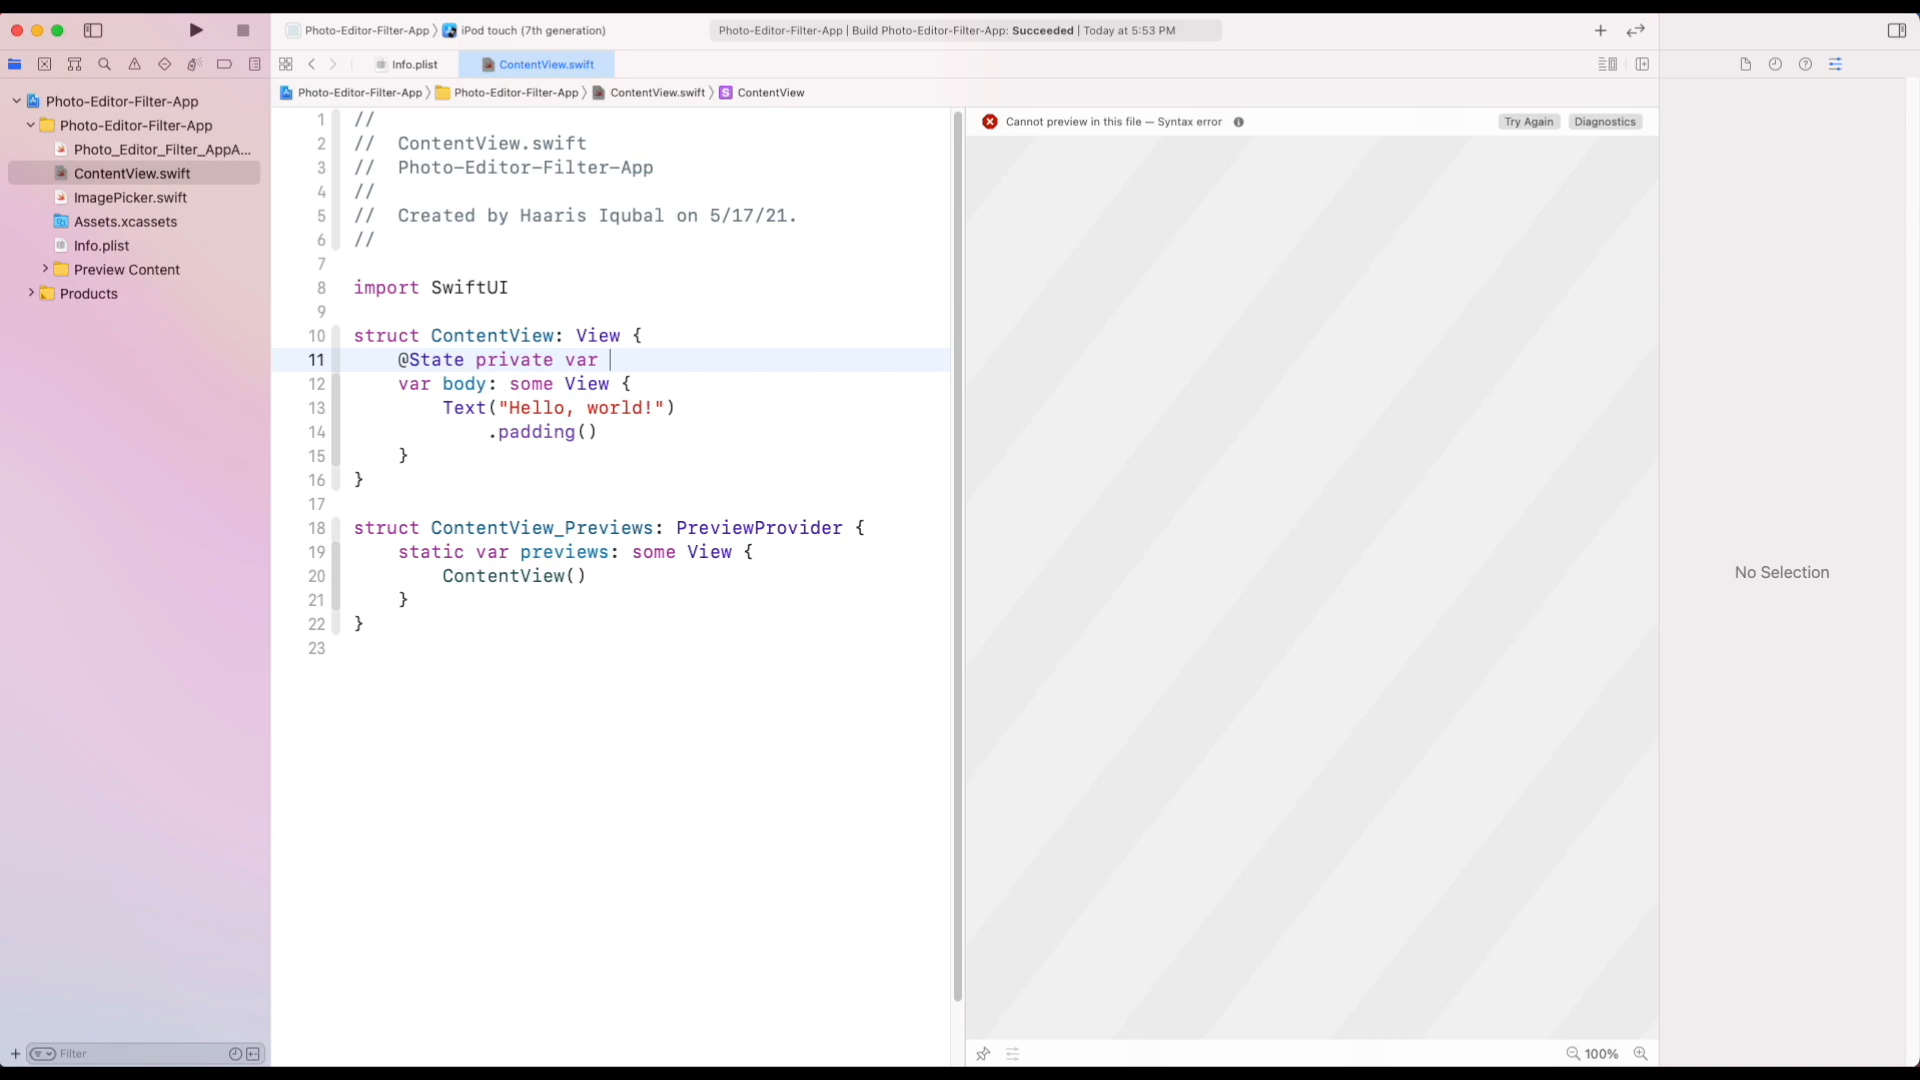 Photo-Editor-Filter-App 〉 iPod touch (7th generation)
Photo-Editor-Filter-App | Build Photo-Editor-Filter-App: Succeeded | Today at 5:53 PM
Info.plist
ContentView.swift
Photo-Editor-Filter-App 〉 Photo-Editor-Filter-App 〉 ContentView.swift 〉 S ContentView
Photo-Editor-Filter-App
Photo-Editor-Filter-App
Photo_Editor_Filter_AppA...
ContentView.swift
ImagePicker.swift
Assets.xcassets
Info.plist
Preview Content
Products
Filter
1 //
2 //  ContentView.swift
3 //  Photo-Editor-Filter-App
4 //
5 //  Created by Haaris Iqubal on 5/17/21.
6 //
7
8 import SwiftUI
9
10 struct ContentView: View {
11     @State private var
12     var body: some View {
13         Text("Hello, world!")
14             .padding()
15     }
16 }
17
18 struct ContentView_Previews: PreviewProvider {
19     static var previews: some View {
20         ContentView()
21     }
22 }
23
Cannot preview in this file — Syntax error
Try Again
Diagnostics
100%
No Selection